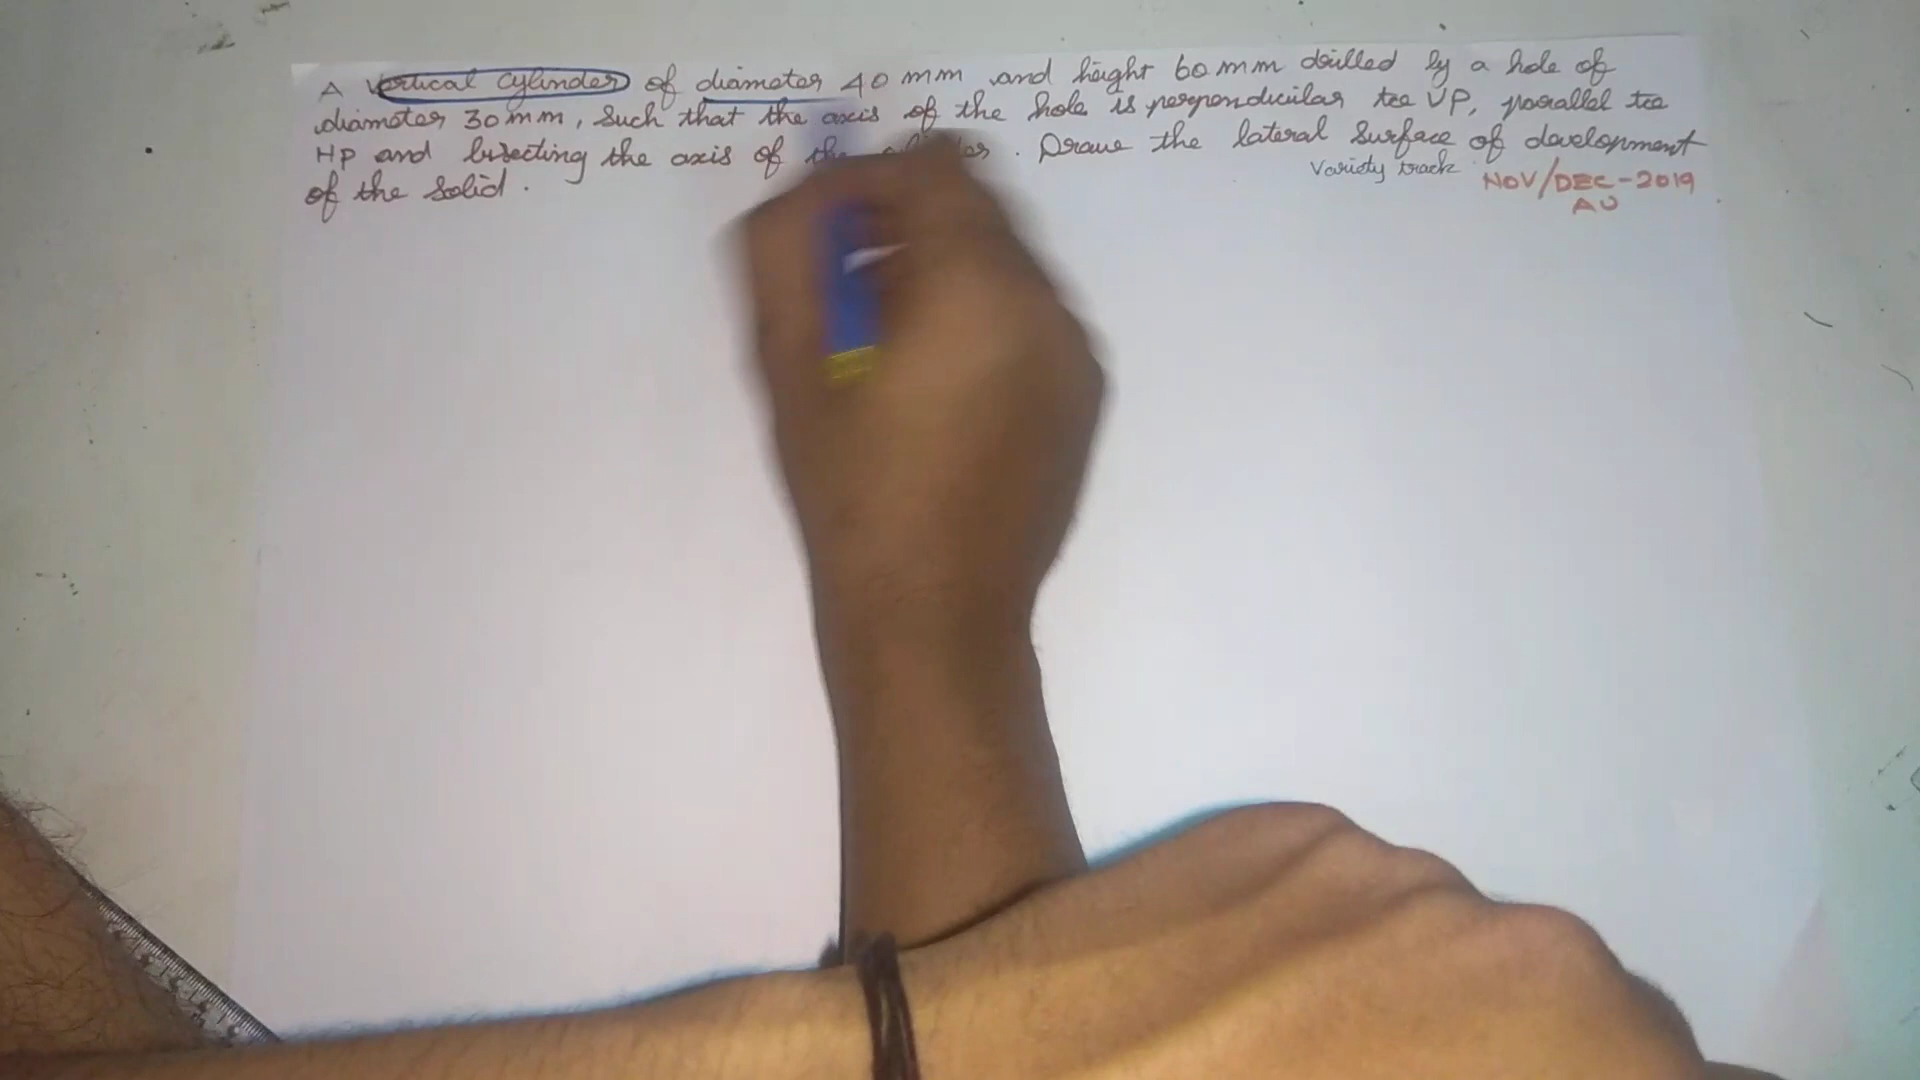 A Vertical Cylinder of diameter 40 mm and height 60 mm drilled by a hole of
diameter 30 mm, Such that the axis of the hole is perpendicular to VP, parallel to
HP and bisecting the axis of the . Draw the lateral Surface of development
of the Solid.
Variety track
NOV/DEC-2019
AU